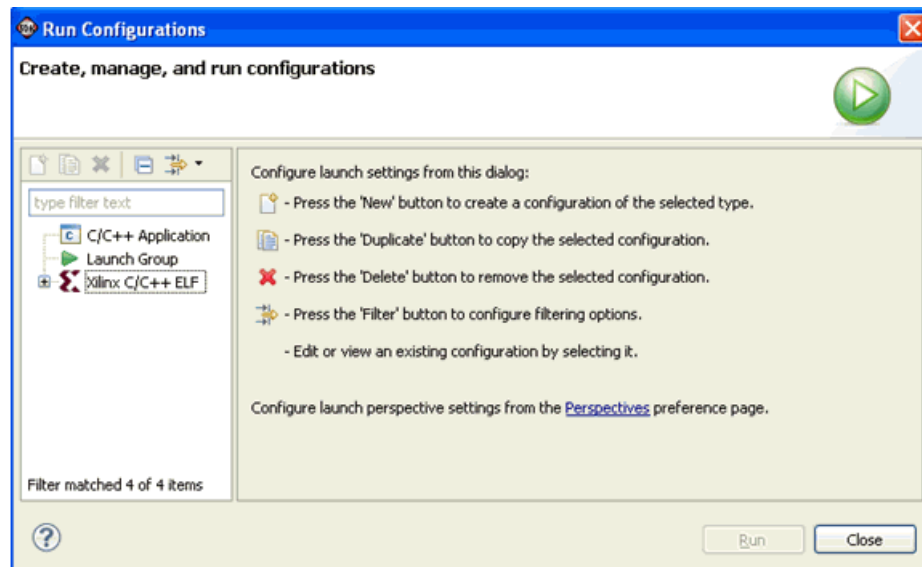 Run Configurations
Create, manage, and run configurations
type filter text
C/C++ Application
Launch Group
Xilinx C/C++ ELF
Filter matched 4 of 4 items
Configure launch settings from this dialog:
- Press the 'New' button to create a configuration of the selected type.
- Press the 'Duplicate' button to copy the selected configuration.
- Press the 'Delete' button to remove the selected configuration.
- Press the 'Filter' button to configure filtering options.
- Edit or view an existing configuration by selecting it.
Configure launch perspective settings from the Perspectives preference page.
Run
Close